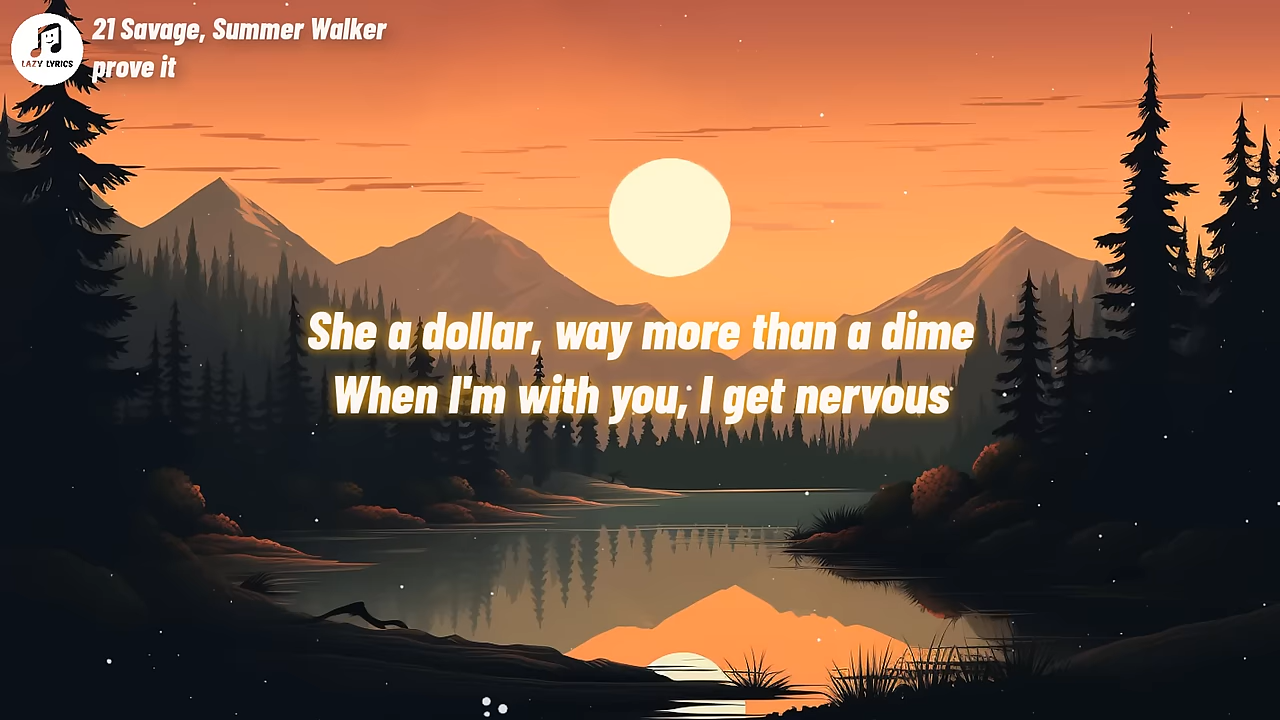 21 Savage, Summer Walker
prove it
LAZY LYRICS
She a dollar, way more than a dime
When I'm with you, I get nervous